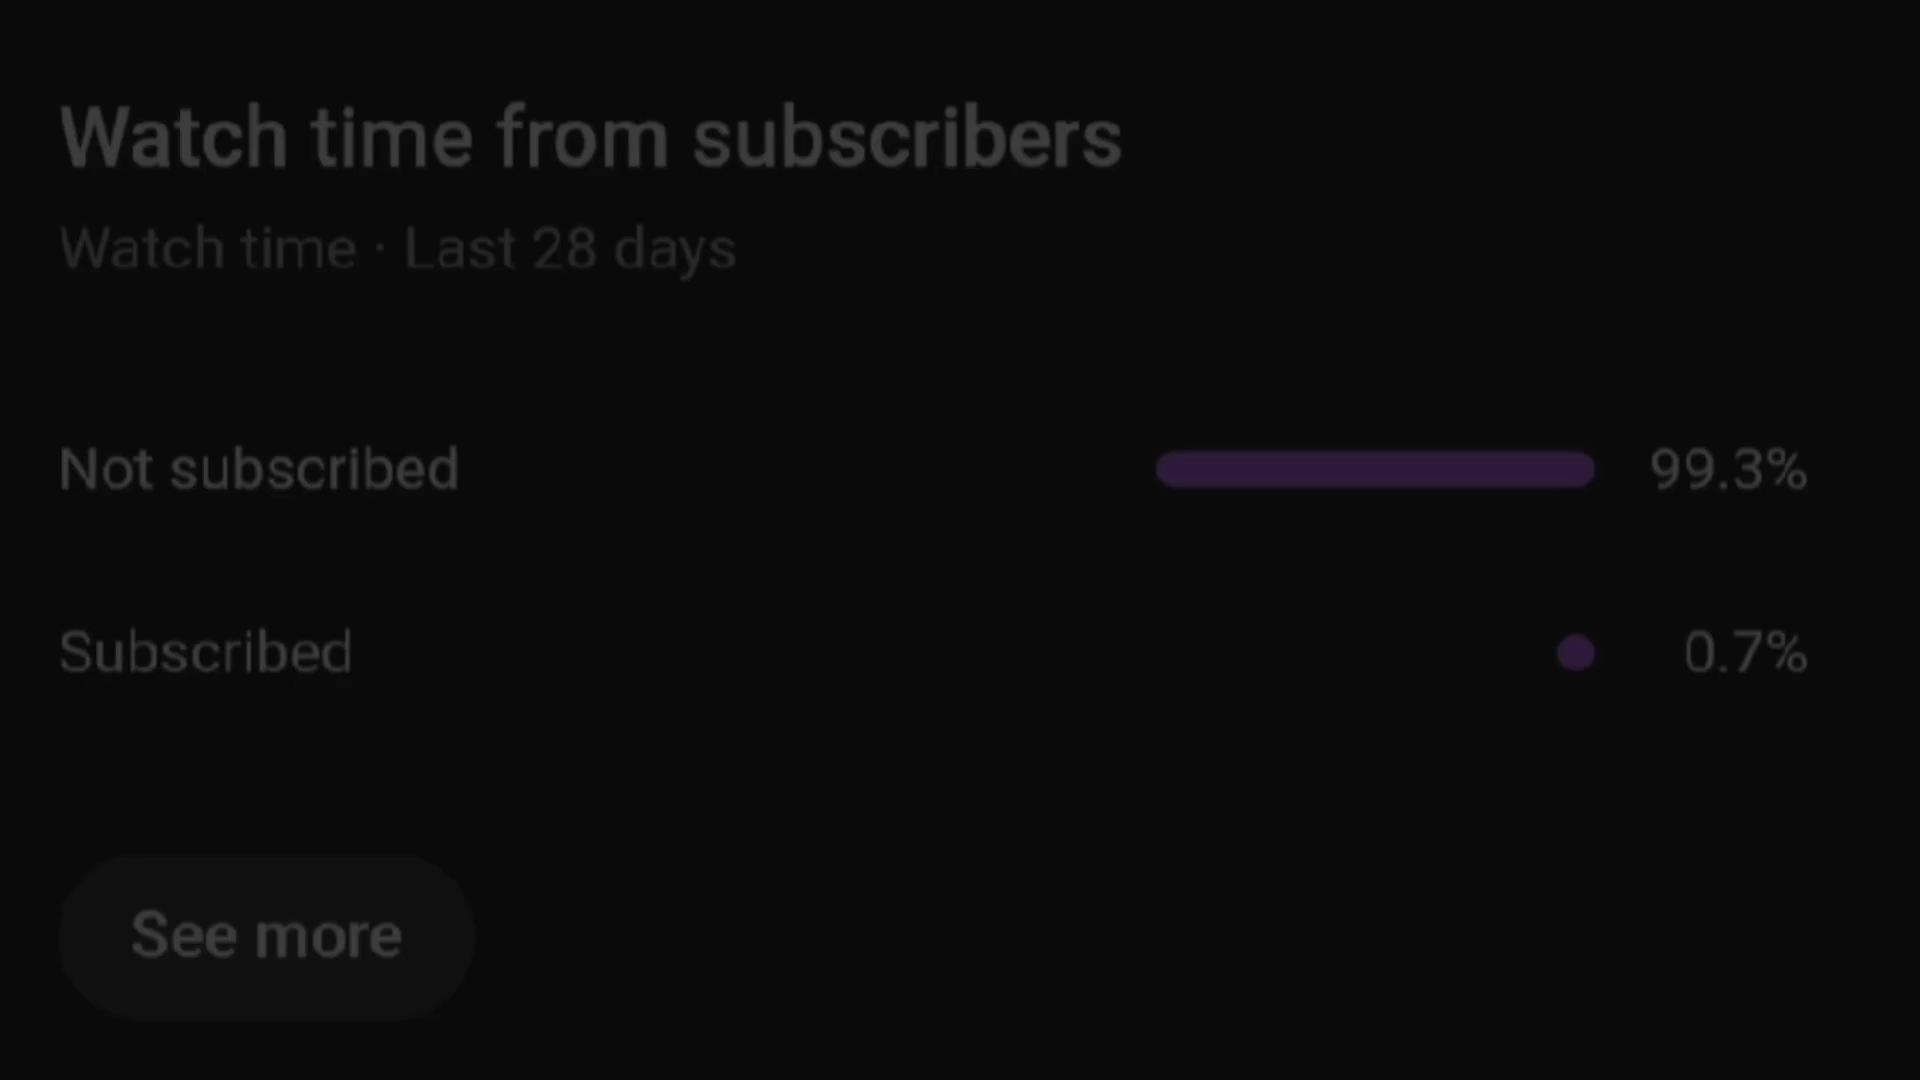 Watch time from subscribers
Watch time · Last 28 days
Not subscribed 99.3%
Subscribed 0.7%
See more